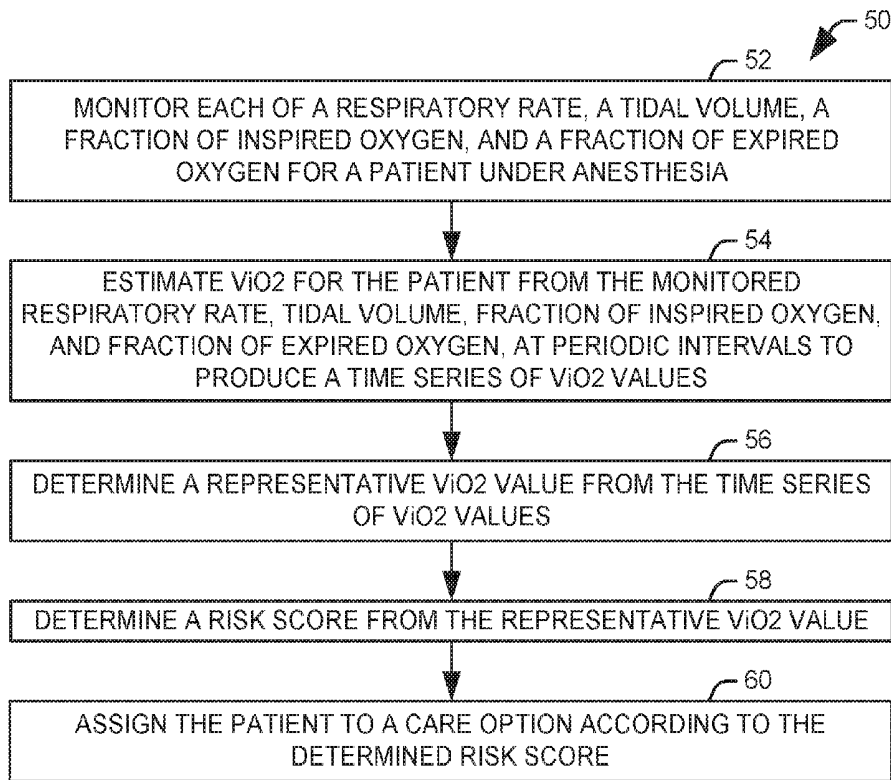 50
52
MONITOR EACH OF A RESPIRATORY RATE, A TIDAL VOLUME, A
FRACTION OF INSPIRED OXYGEN, AND A FRACTION OF EXPIRED
OXYGEN FOR A PATIENT UNDER ANESTHESIA
54
ESTIMATE ViO2 FOR THE PATIENT FROM THE MONITORED
RESPIRATORY RATE, TIDAL VOLUME, FRACTION OF INSPIRED OXYGEN,
AND FRACTION OF EXPIRED OXYGEN, AT PERIODIC INTERVALS TO
PRODUCE A TIME SERIES OF ViO2 VALUES
56
DETERMINE A REPRESENTATIVE ViO2 VALUE FROM THE TIME SERIES
OF ViO2 VALUES
58
DETERMINE A RISK SCORE FROM THE REPRESENTATIVE ViO2 VALUE
60
ASSIGN THE PATIENT TO A CARE OPTION ACCORDING TO THE
DETERMINED RISK SCORE